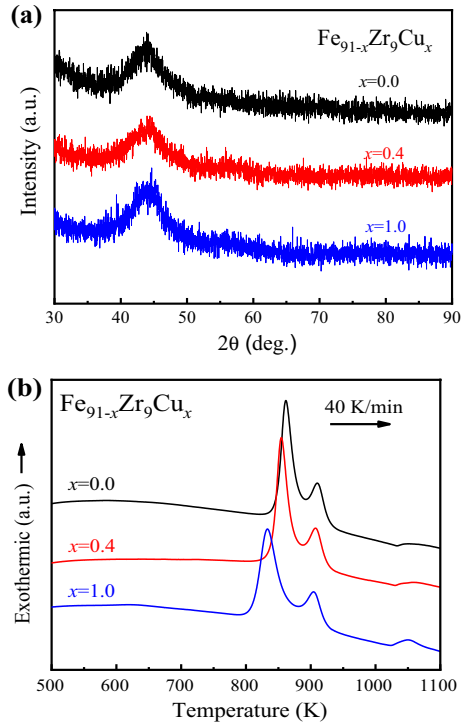 (a)
Fe₉₁₋ₓZr₉Cuₓ
x=0.0
x=0.4
x=1.0
Intensity (a.u.)
30 40 50 60 70 80 90
2θ (deg.)
(b)
Fe₉₁₋ₓZr₉Cuₓ
40 K/min
x=0.0
x=0.4
x=1.0
Exothermic (a.u.)
500 600 700 800 900 1000 1100
Temperature (K)